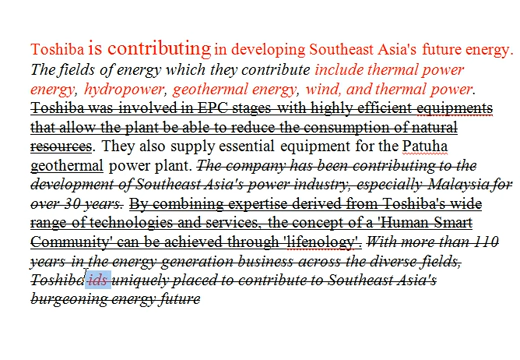 Toshiba is contributing in developing Southeast Asia's future energy.
The fields of energy which they contribute include thermal power
energy, hydropower, geothermal energy, wind, and thermal power.
Toshiba was involved in EPC stages with highly efficient equipments
that allow the plant be able to reduce the consumption of natural
resources. They also supply essential equipment for the Patuha
geothermal power plant. The company has been contributing to the
development of Southeast Asia's power industry, especially Malaysia for
over 30 years. By combining expertise derived from Toshiba's wide
range of technologies and services, the concept of a 'Human Smart
Community' can be achieved through 'lifenology'. With more than 110
years in the energy generation business across the diverse fields,
Toshiba ids uniquely placed to contribute to Southeast Asia's
burgeoning energy future